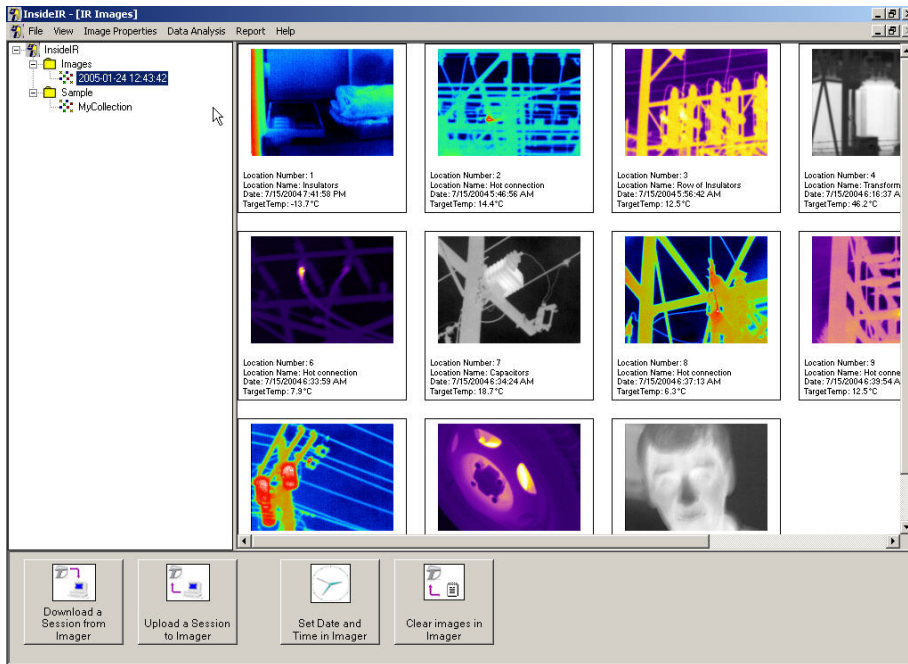 InsideIR - [IR Images]
File View Image Properties Data Analysis Report Help
InsideIR
Images
2005-01-24 12:43:42
Sample
MyCollection
Location Number: 1
Location Name: Insulators
Date: 7/15/2004 7:41:58 PM
TargetTemp: -13.7°C
Location Number: 2
Location Name: Hot connection
Date: 7/15/2004 5:46:56 AM
TargetTemp: 14.4°C
Location Number: 3
Location Name: Row of Insulators
Date: 7/15/2004 5:56:42 AM
TargetTemp: 12.5°C
Location Number: 4
Location Name: Transform
Date: 7/15/2004 6:16:37 A
TargetTemp: 46.2°C
Location Number: 6
Location Name: Hot connection
Date: 7/15/2004 6:33:59 AM
TargetTemp: 7.9°C
Location Number: 7
Location Name: Capacitors
Date: 7/15/2004 6:34:24 AM
TargetTemp: 18.7°C
Location Number: 8
Location Name: Hot connection
Date: 7/15/2004 6:37:13 AM
TargetTemp: 6.3°C
Location Number: 9
Location Name: Hot conne
Date: 7/15/2004 6:39:54 A
TargetTemp: 12.5°C
Download a
Session from
Imager
Upload a Session
to Imager
Set Date and
Time in Imager
Clear images in
Imager